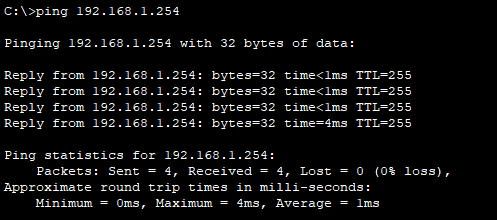 C:\>ping 192.168.1.254
Pinging 192.168.1.254 with 32 bytes of data:
Reply from 192.168.1.254: bytes=32 time<1ms TTL=255
Reply from 192.168.1.254: bytes=32 time<1ms TTL=255
Reply from 192.168.1.254: bytes=32 time<1ms TTL=255
Reply from 192.168.1.254: bytes=32 time=4ms TTL=255
Ping statistics for 192.168.1.254:
    Packets: Sent = 4, Received = 4, Lost = 0 (0% loss),
Approximate round trip times in milli-seconds:
    Minimum = 0ms, Maximum = 4ms, Average = 1ms